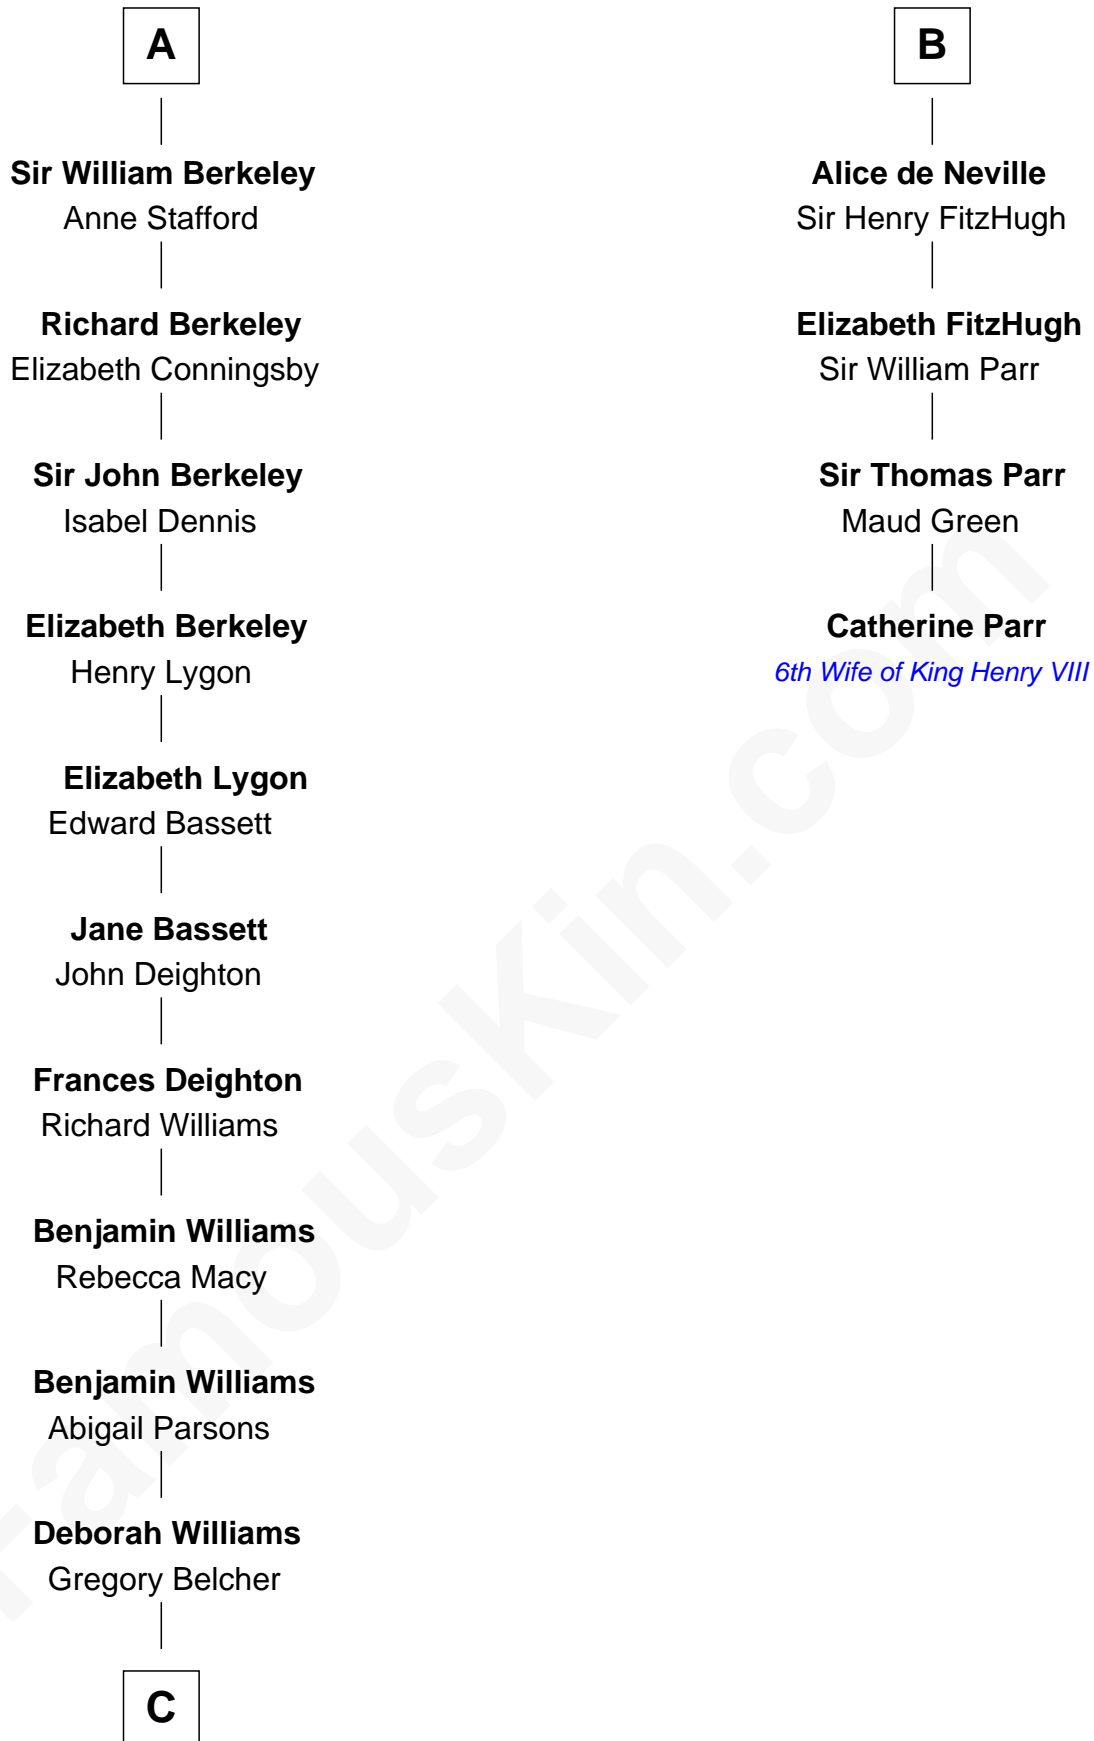 A
Sir William Berkeley
Anne Stafford
Richard Berkeley
Elizabeth Conningsby
Sir John Berkeley
Isabel Dennis
Elizabeth Berkeley
Henry Lygon
Elizabeth Lygon
Edward Bassett
Jane Bassett
John Deighton
Frances Deighton
Richard Williams
Benjamin Williams
Rebecca Macy
Benjamin Williams
Abigail Parsons
Deborah Williams
Gregory Belcher
C
B
Alice de Neville
Sir Henry FitzHugh
Elizabeth FitzHugh
Sir William Parr
Sir Thomas Parr
Maud Green
Catherine Parr
6th Wife of King Henry VIII
FamousKin.com